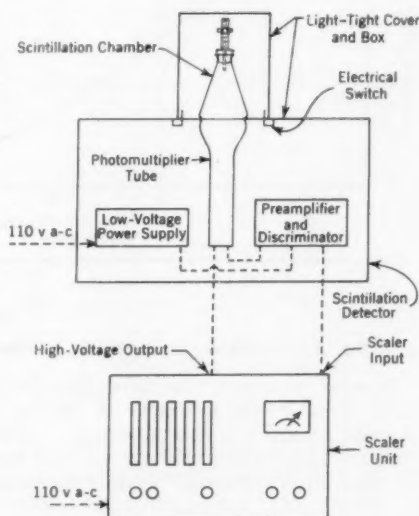 Light-Tight Cover
and Box
Scintillation Chamber
Electrical
Switch
Photomultiplier
Tube
110 v a-c
Low-Voltage
Power Supply
Preamplifier
and
Discriminator
Scintillation
Detector
High-Voltage Output
Scaler
Input
Scaler
Unit
110 v a-c